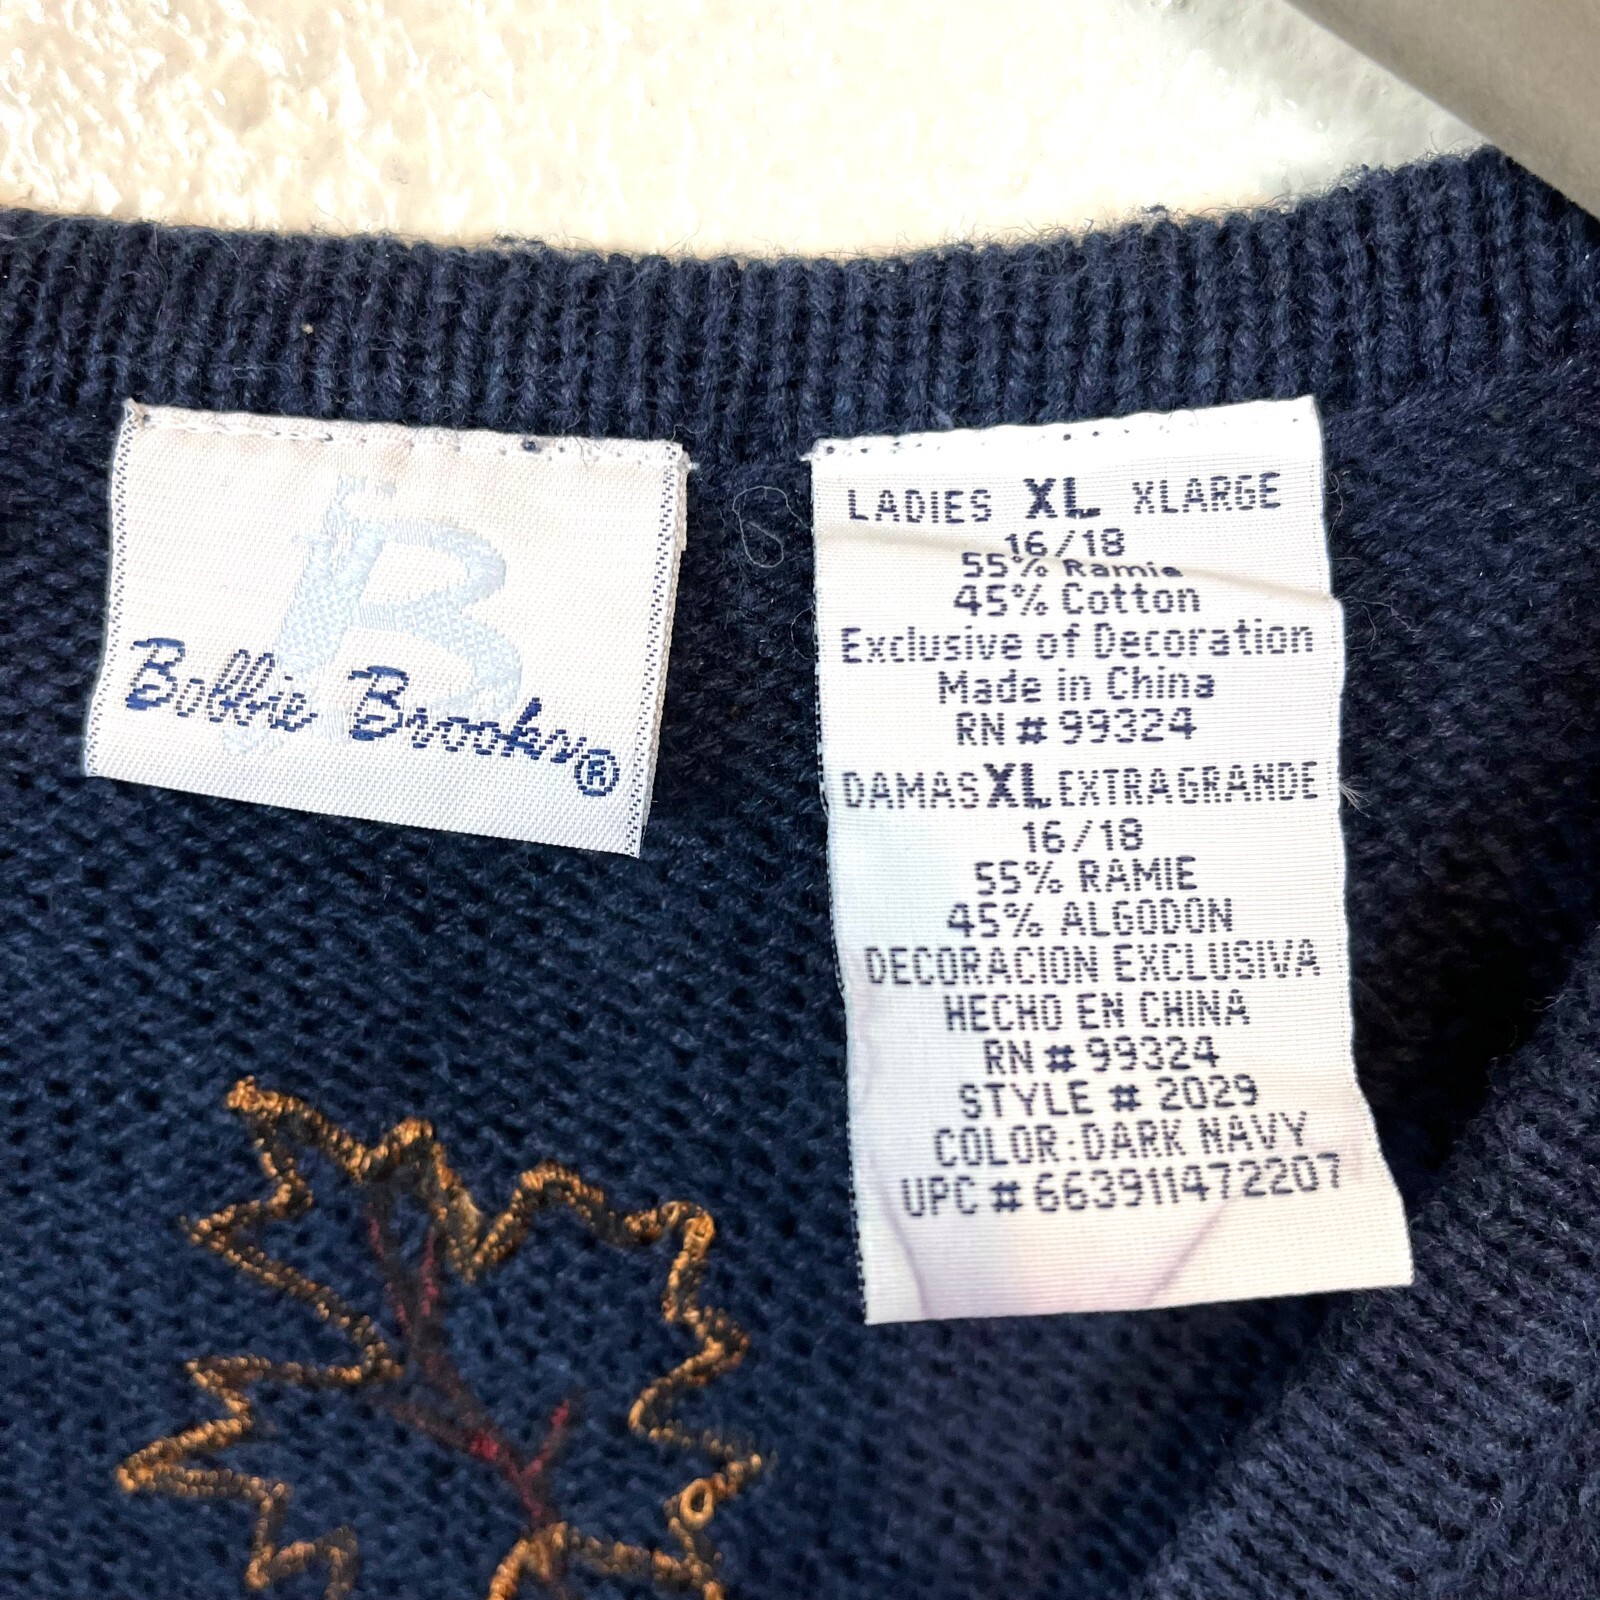 B
Bobbie Brooks®
LADIES XL XLARGE
16/18
55% Ramie
45% Cotton
Exclusive of Decoration
Made in China
RN # 99324
DAMAS XL EXTRAGRANDE
16/18
55% RAMIE
45% ALGODON
DECORACION EXCLUSIVA
HECHO EN CHINA
RN # 99324
STYLE # 2029
COLOR:DARK NAVY
UPC # 663911472207